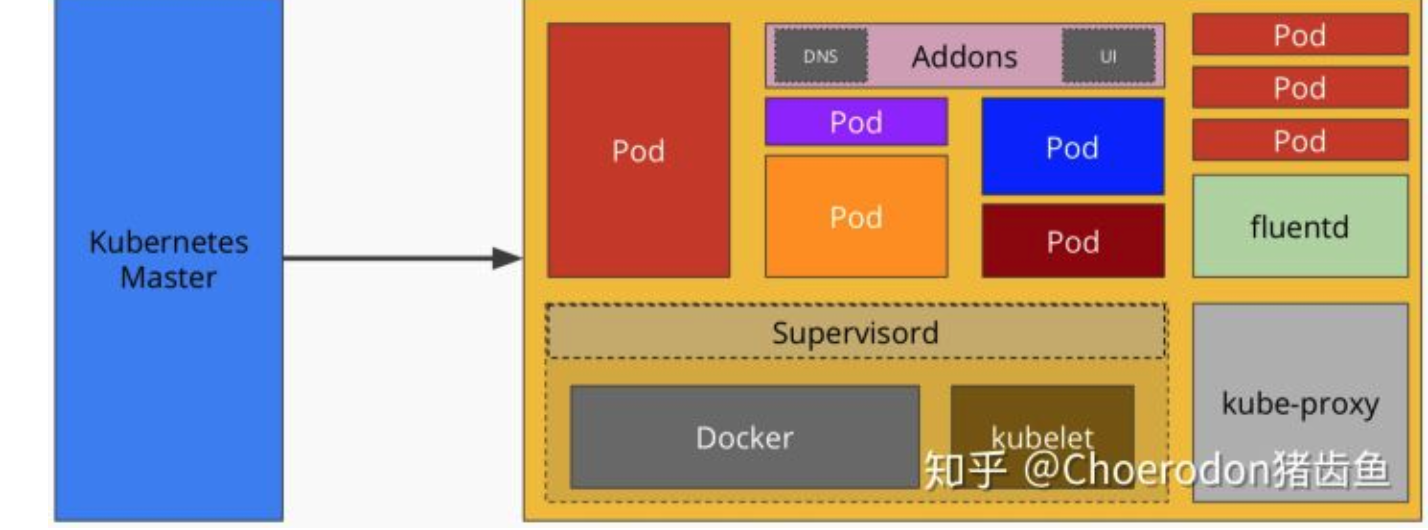 Kubernetes
Master
Pod
DNS
Addons
UI
Pod
Pod
Pod
Pod
Pod
Pod
Pod
fluentd
Supervisord
Docker
kubelet
kube-proxy
知乎 @Choerodon猪齿鱼